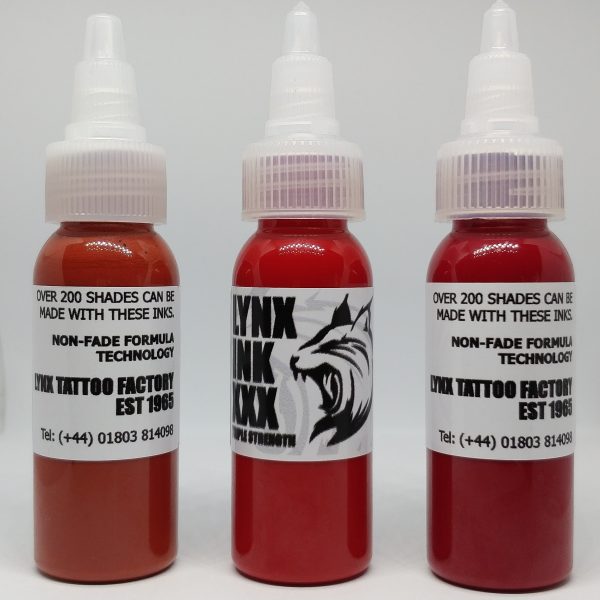 OVER 200 SHADES CAN BE
MADE WITH THESE INKS.
NON-FADE FORMULA
TECHNOLOGY
LYNX TATTOO FACTORY
EST 1965
Tel: (+44) 01803 814098
LYNX
INK
XXX
TRIPLE STRENGTH
OVER 200 SHADES CAN BE
MADE WITH THESE INKS.
NON-FADE FORMULA
TECHNOLOGY
LYNX TATTOO FACTORY
EST 1965
Tel: (+44) 01803 814098